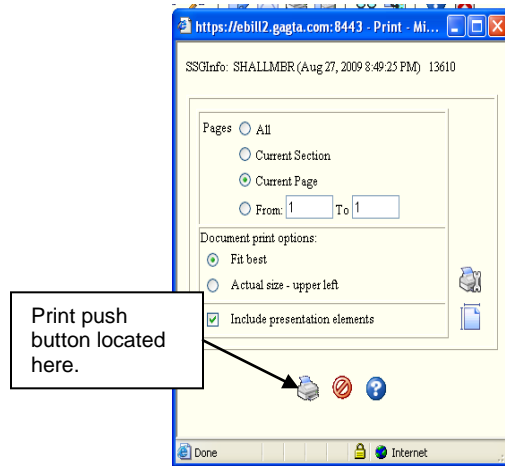 https://ebill2.gagta.com:8443 - Print - Mi...
SSGInfo: SHALLMBR (Aug 27, 2009 8:49:25 PM) 13610
Pages All
Current Section
Current Page
From: 1 To 1
Document print options:
Fit best
Actual size - upper left
Include presentation elements
Print push
button located
here.
Done Internet